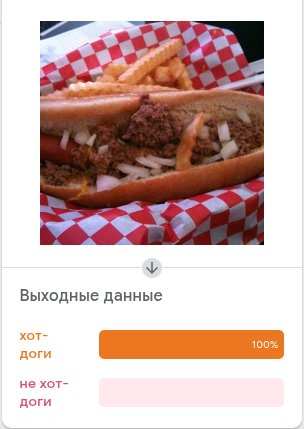 Выходные данные
хот-
доги
100%
не хот-
доги